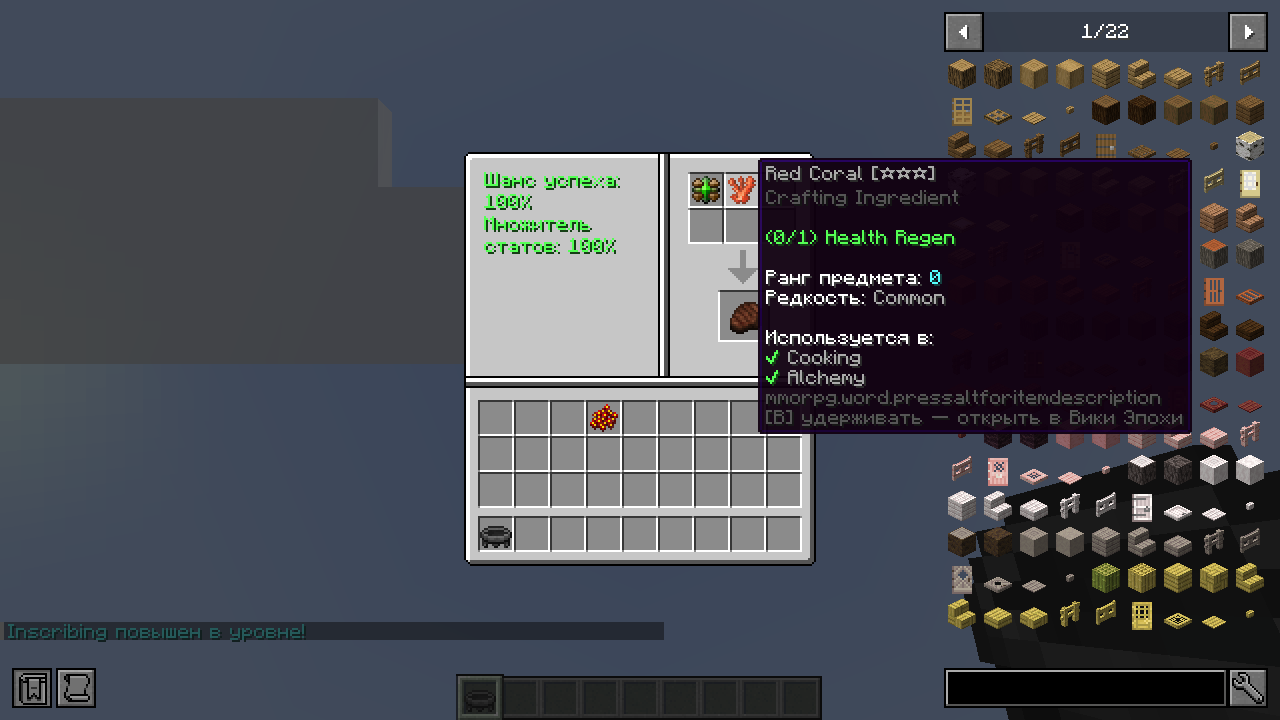 1/22
Шанс успеха:
100%
Множитель
статов: 100%
Red Coral [☆☆☆]
Crafting Ingredient
(0/1) Health Regen
Ранг предмета: 0
Редкость: Common
Используется в:
✓ Cooking
✓ Alchemy
mmorpg.word.pressaltforitemdescription
[B] удерживать — открыть в Вики Эпохи
Inscribing повышен в уровне!